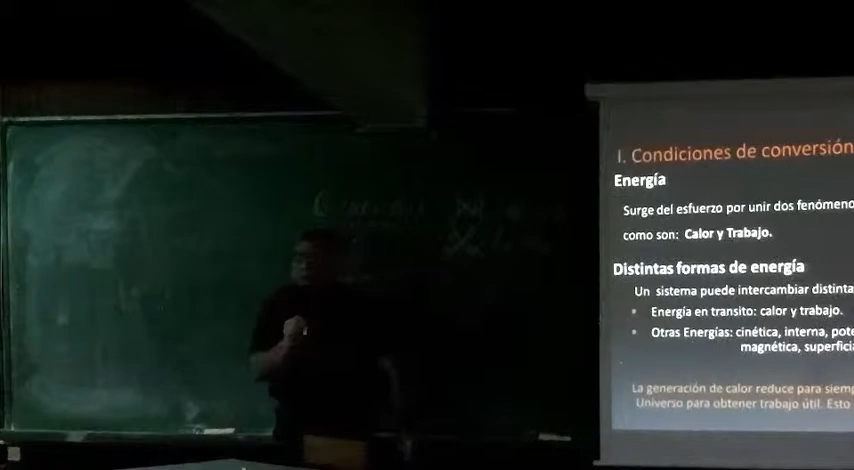 I. Condiciones de conversión
Energía
Surge del esfuerzo por unir dos fenómeno
como son: Calor y Trabajo.
Distintas formas de energía
Un sistema puede intercambiar distinta
Energía en transito: calor y trabajo.
Otras Energías: cinética, interna, pote
magnética, superficia
La generación de calor reduce para siemp
Universo para obtener trabajo útil. Esto